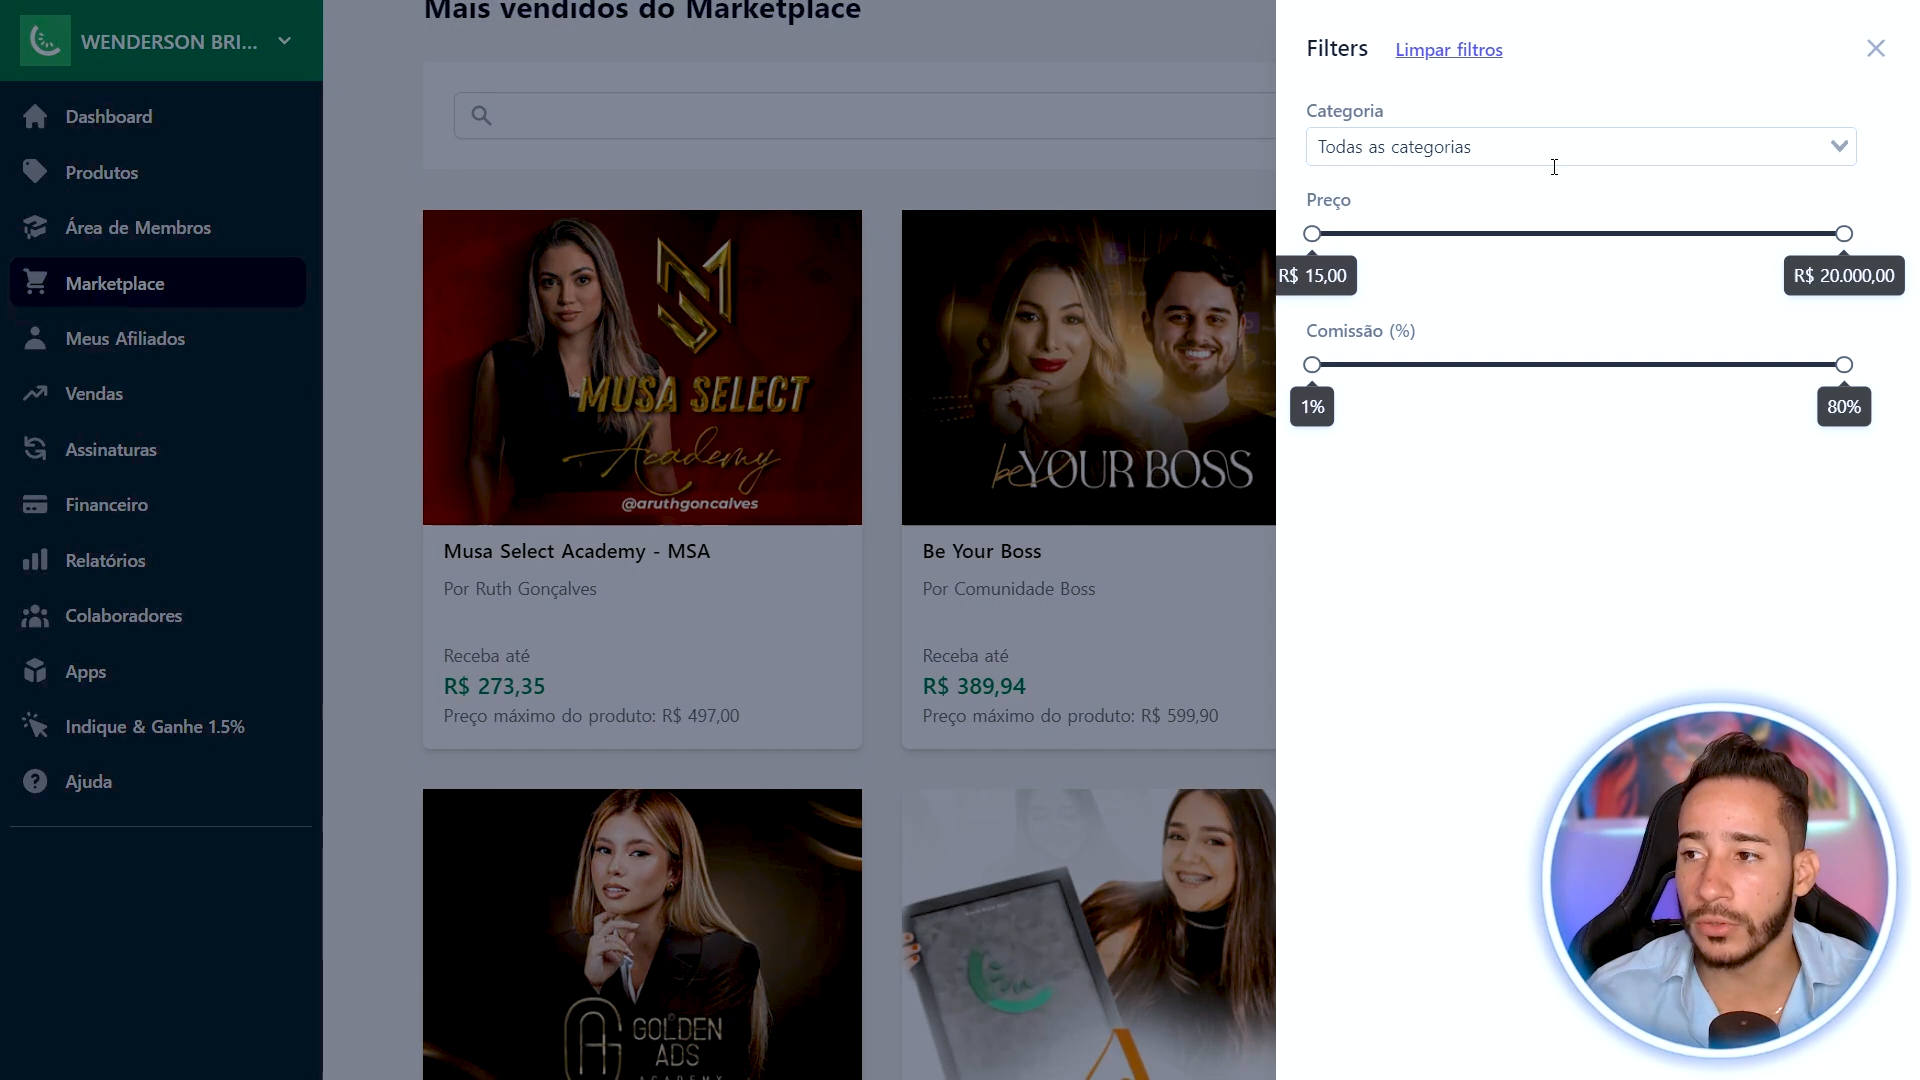 WENDERSON BRI...
Dashboard
Produtos
Área de Membros
Marketplace
Meus Afiliados
Vendas
Assinaturas
Financeiro
Relatórios
Colaboradores
Apps
Indique & Ganhe 1.5%
Ajuda
Mais vendidos do Marketplace
MUSA SELECT
Academy
@aruthgoncalves
Musa Select Academy - MSA
Por Ruth Gonçalves
Receba até
R$ 273,35
Preço máximo do produto: R$ 497,00
be YOUR BOSS
Be Your Boss
Por Comunidade Boss
Receba até
R$ 389,94
Preço máximo do produto: R$ 599,90
GOLDEN
ADS
ACADEMY
Filters
Limpar filtros
Categoria
Todas as categorias
Preço
R$ 15,00
R$ 20.000,00
Comissão (%)
1%
80%